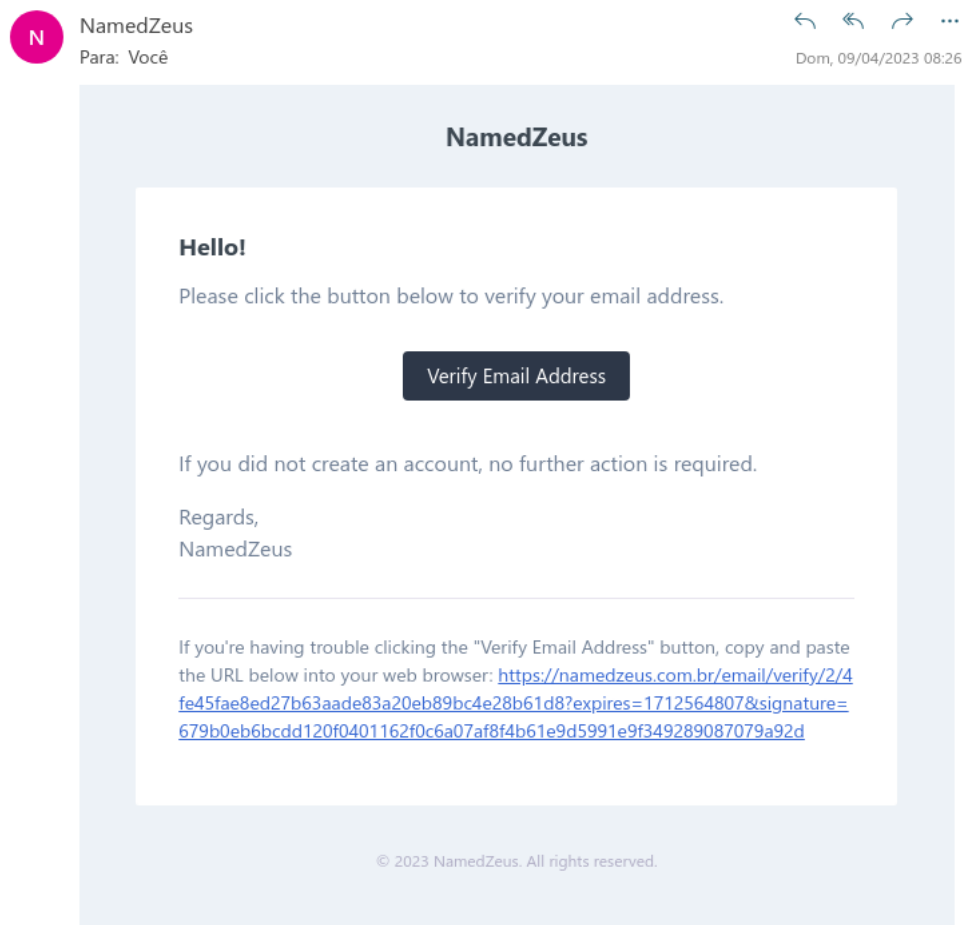 N
NamedZeus
Para: Você
Dom, 09/04/2023 08:26
NamedZeus
Hello!
Please click the button below to verify your email address.
Verify Email Address
If you did not create an account, no further action is required.
Regards,
NamedZeus
If you're having trouble clicking the "Verify Email Address" button, copy and paste
the URL below into your web browser: https://namedzeus.com.br/email/verify/2/4
fe45fae8ed27b63aade83a20eb89bc4e28b61d8?expires=1712564807&signature=
679b0eb6bcdd120f0401162f0c6a07af8f4b61e9d5991e9f349289087079a92d
© 2023 NamedZeus. All rights reserved.